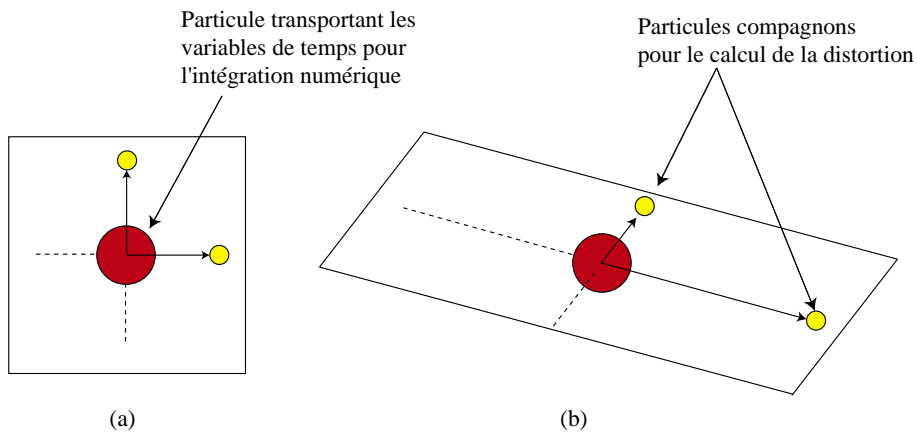 Particule transportant les
variables de temps pour
l'intégration numérique
Particules compagnons
pour le calcul de la distortion
(a)
(b)